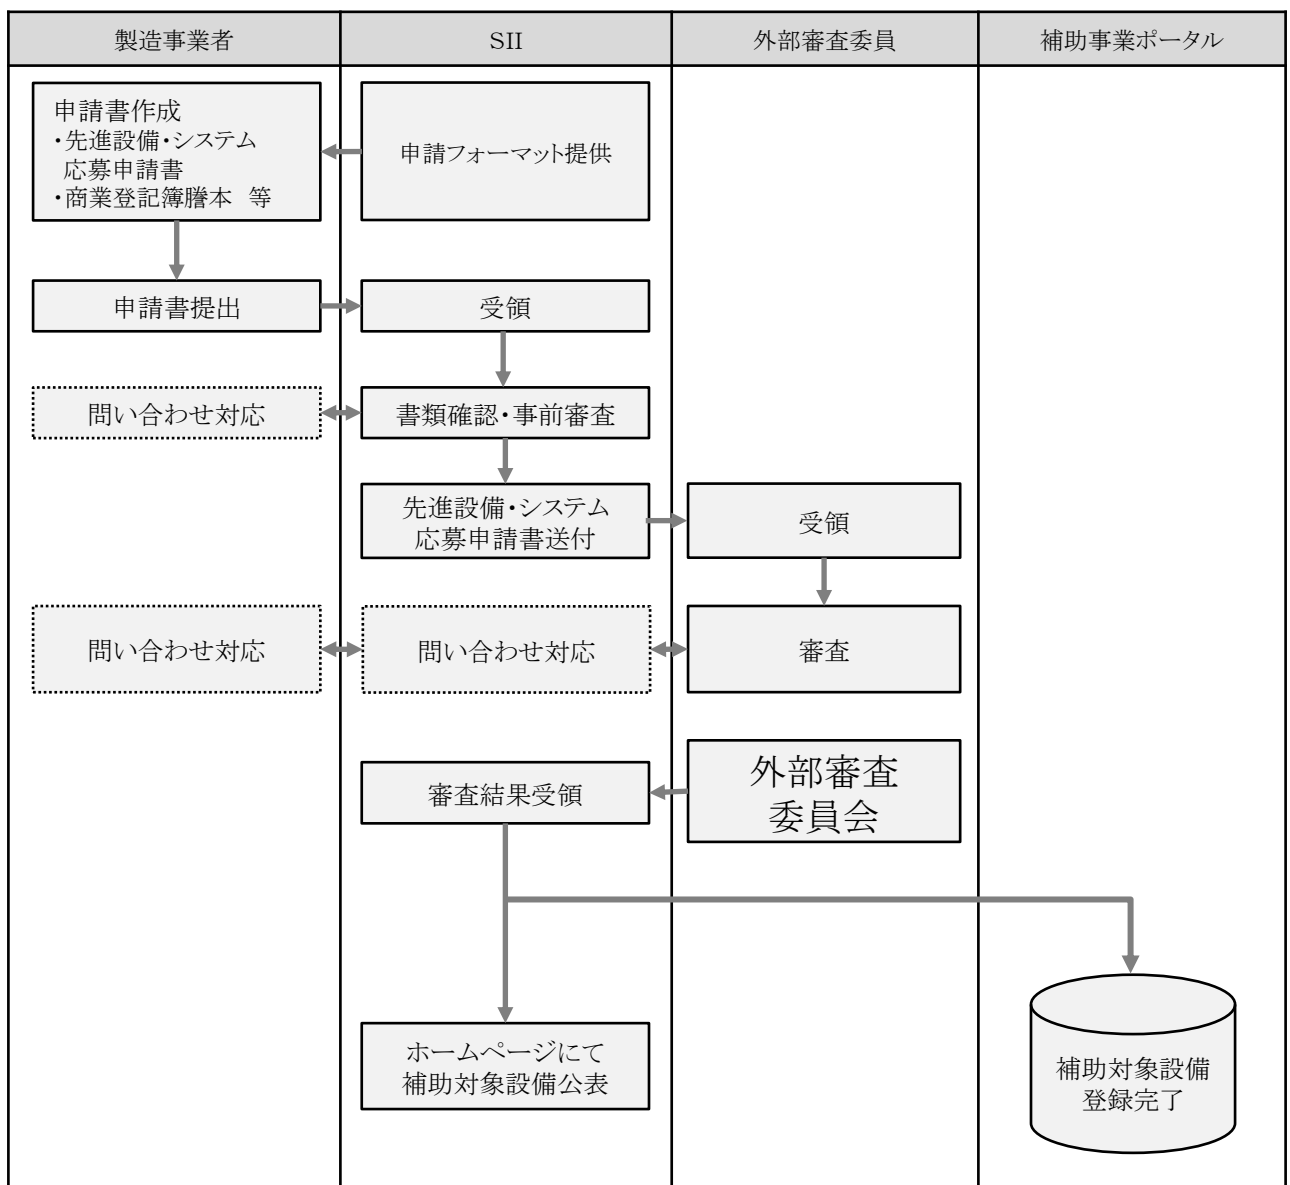 製造事業者
SII
外部審査委員
補助事業ポータル
申請書作成
・先進設備・システム
応募申請書
・商業登記簿謄本　等
申請フォーマット提供
申請書提出
受領
問い合わせ対応
書類確認・事前審査
先進設備・システム
応募申請書送付
受領
問い合わせ対応
問い合わせ対応
審査
審査結果受領
外部審査
委員会
ホームページにて
補助対象設備公表
補助対象設備
登録完了